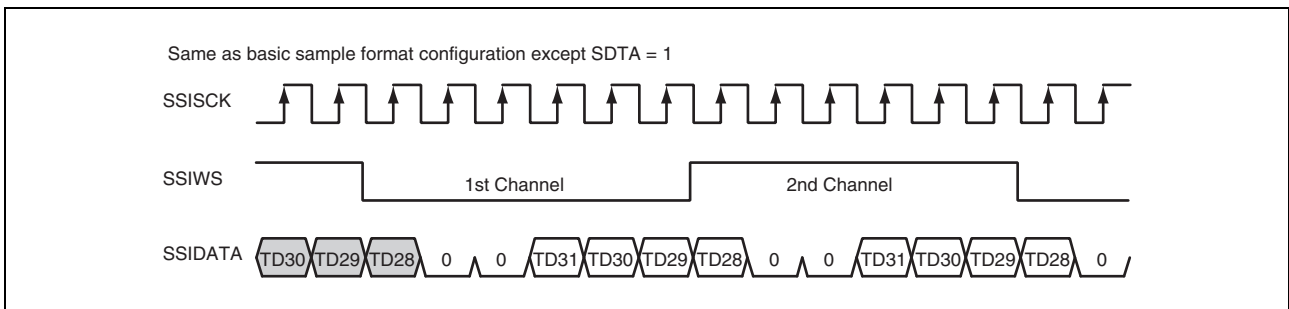 Same as basic sample format configuration except SDTA = 1
SSISCK
SSIWS 1st Channel 2nd Channel
SSIDATA TD30 TD29 TD28 0 0 TD31 TD30 TD29 TD28 0 0 TD31 TD30 TD29 TD28 0